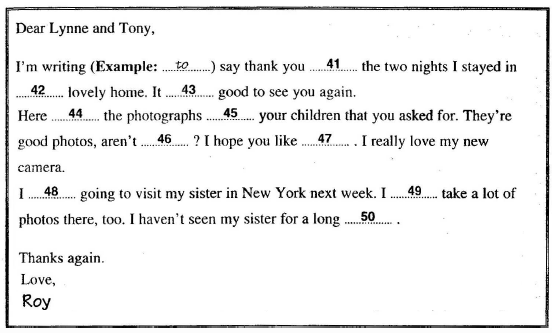 Dear Lynne and Tony,
I'm writing (Example: .....to........) say thank you .....41...... the two nights I stayed in
.....42...... lovely home. It .....43...... good to see you again.
Here .....44...... the photographs .....45...... your children that you asked for. They're
good photos, aren't .....46...... ? I hope you like .....47...... . I really love my new
camera.
I .....48...... going to visit my sister in New York next week. I .....49...... take a lot of
photos there, too. I haven't seen my sister for a long .....50...... .
Thanks again.
Love,
Roy